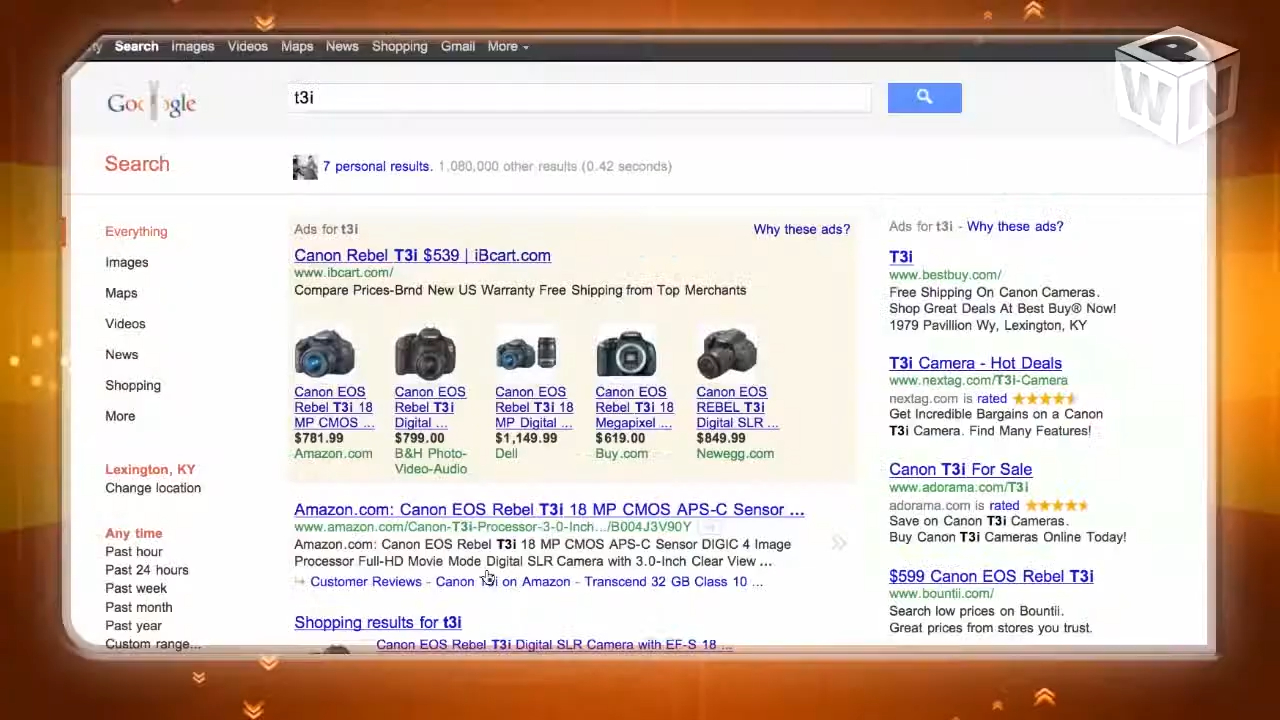 Search Images Videos Maps News Shopping Gmail More
Google
t3i
Search
7 personal results. 1,080,000 other results (0.42 seconds)
Everything
Images
Maps
Videos
News
Shopping
More
Lexington, KY
Change location
Any time
Past hour
Past 24 hours
Past week
Past month
Past year
Custom range...
Ads for t3i
Why these ads?
Canon Rebel T3i $539 | iBcart.com
www.ibcart.com/
Compare Prices-Brnd New US Warranty Free Shipping from Top Merchants
Canon EOS
Rebel T3i 18
MP CMOS ...
$781.99
Amazon.com
Canon EOS
Rebel T3i
Digital ...
$799.00
B&H Photo-
Video-Audio
Canon EOS
Rebel T3i 18
MP Digital ...
$1,149.99
Dell
Canon EOS
Rebel T3i 18
Megapixel ...
$619.00
Buy.com
Canon EOS
REBEL T3i
Digital SLR ...
$849.99
Newegg.com
Amazon.com: Canon EOS Rebel T3i 18 MP CMOS APS-C Sensor ...
www.amazon.com/Canon-T3i-Processor-3-0-Inch.../B004J3V90Y
Amazon.com: Canon EOS Rebel T3i 18 MP CMOS APS-C Sensor DIGIC 4 Image
Processor Full-HD Movie Mode Digital SLR Camera with 3.0-Inch Clear View ...
Customer Reviews - Canon T3i on Amazon - Transcend 32 GB Class 10 ...
Shopping results for t3i
Canon EOS Rebel T3i Digital SLR Camera with EF-S 18 ...
Ads for t3i - Why these ads?
T3i
www.bestbuy.com/
Free Shipping On Canon Cameras.
Shop Great Deals At Best Buy® Now!
1979 Pavillion Wy, Lexington, KY
T3i Camera - Hot Deals
www.nextag.com/T3i-Camera
nextag.com is rated
Get Incredible Bargains on a Canon
T3i Camera. Find Many Features!
Canon T3i For Sale
www.adorama.com/T3i
adorama.com is rated
Save on Canon T3i Cameras.
Buy Canon T3i Cameras Online Today!
$599 Canon EOS Rebel T3i
www.bountii.com/
Search low prices on Bountii.
Great prices from stores you trust.